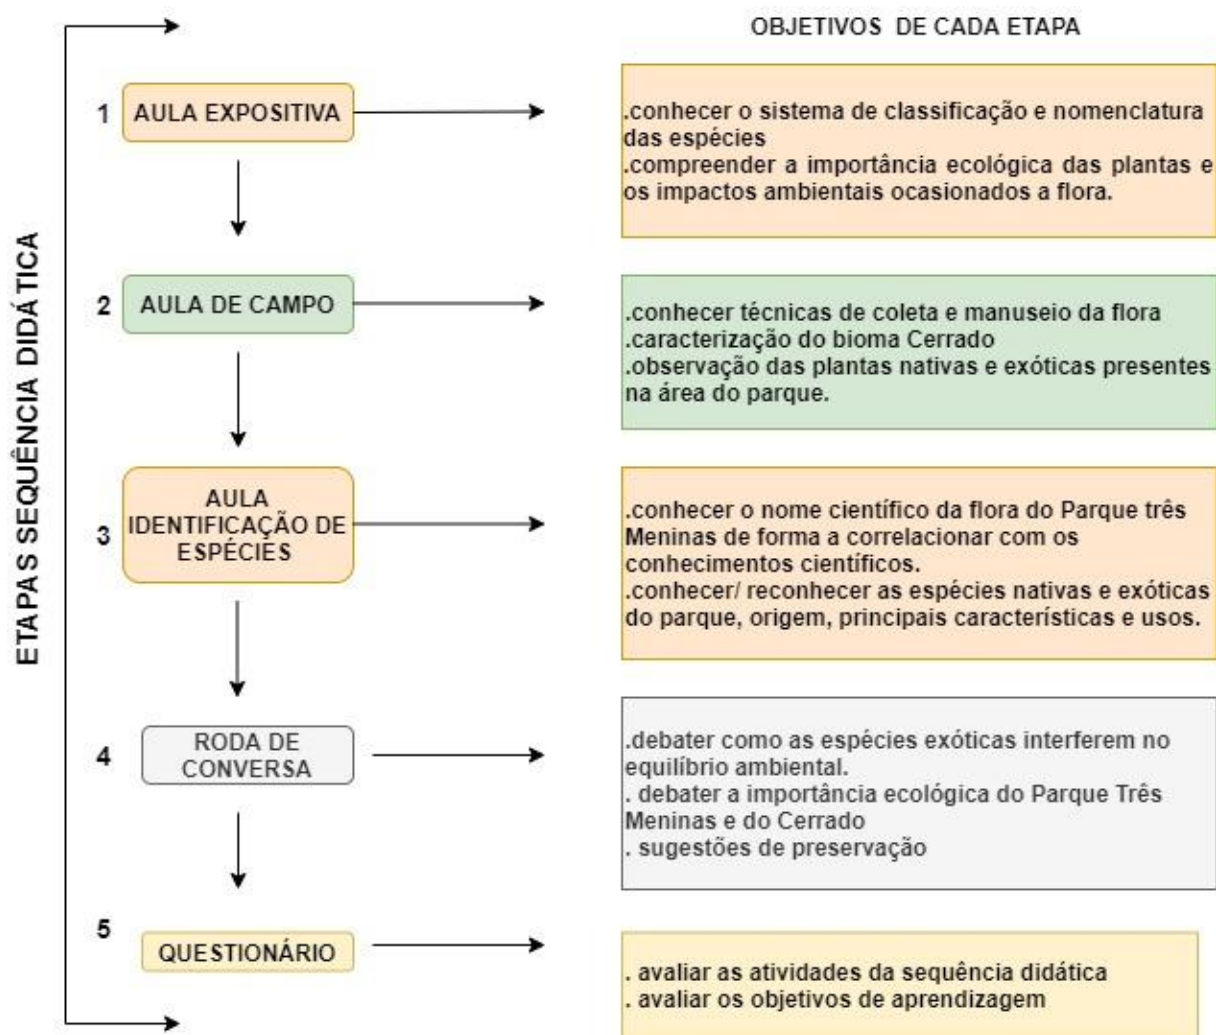 OBJETIVOS DE CADA ETAPA
ETAPAS SEQUÊNCIA DIDÁTICA
1
AULA EXPOSITIVA
.conhecer o sistema de classificação e nomenclatura
das espécies
.compreender a importância ecológica das plantas e
os impactos ambientais ocasionados a flora.
2
AULA DE CAMPO
.conhecer técnicas de coleta e manuseio da flora
.caracterização do bioma Cerrado
.observação das plantas nativas e exóticas presentes
na área do parque.
3
AULA
IDENTIFICAÇÃO DE
ESPÉCIES
.conhecer o nome científico da flora do Parque três
Meninas de forma a correlacionar com os
conhecimentos científicos.
.conhecer/ reconhecer as espécies nativas e exóticas
do parque, origem, principais características e usos.
4
RODA DE
CONVERSA
.debater como as espécies exóticas interferem no
equilíbrio ambiental.
. debater a importância ecológica do Parque Três
Meninas e do Cerrado
. sugestões de preservação
5
QUESTIONÁRIO
. avaliar as atividades da sequência didática
. avaliar os objetivos de aprendizagem